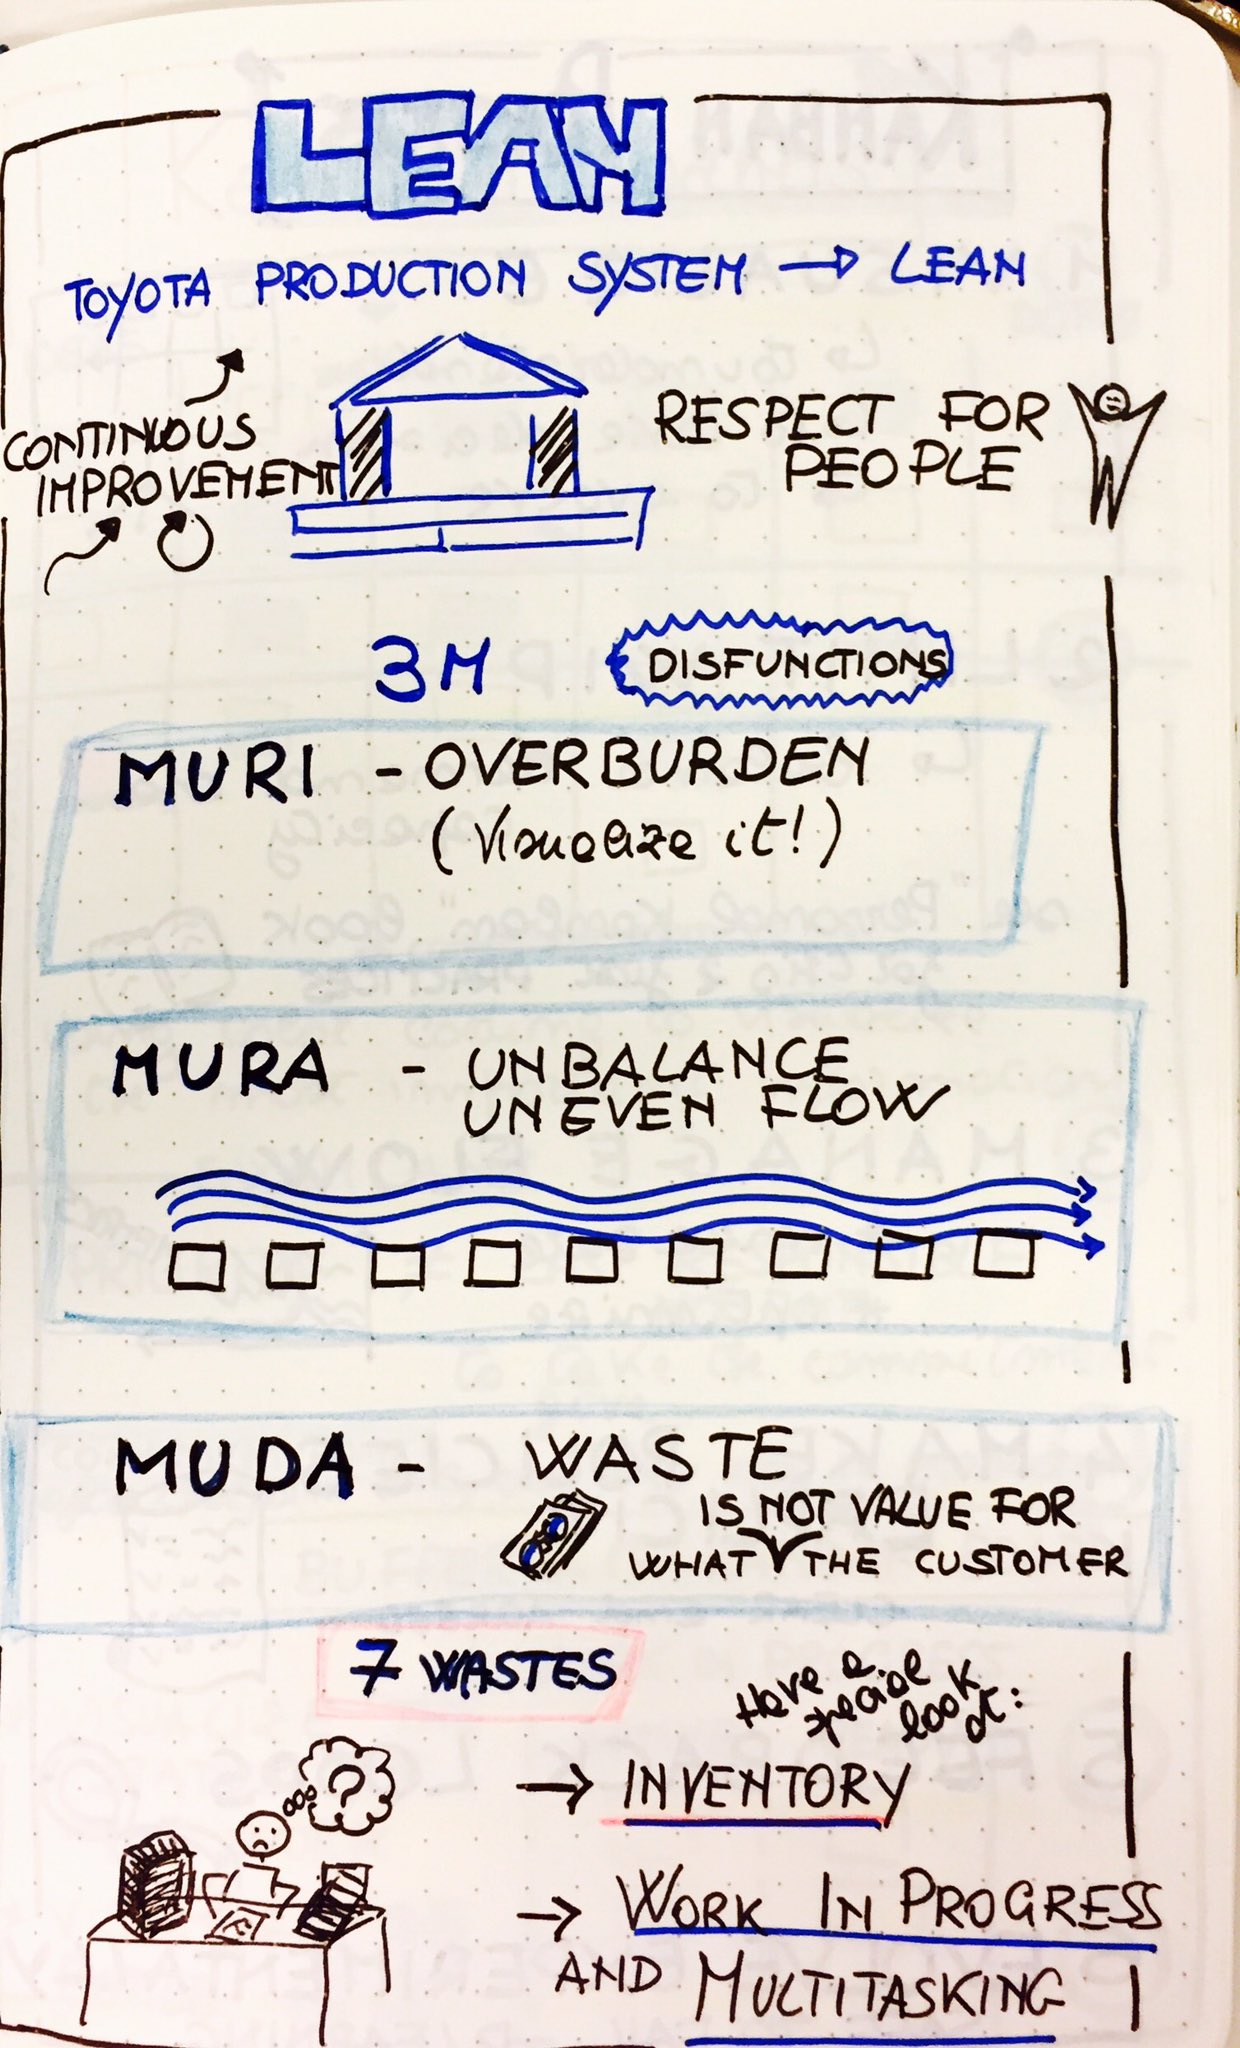 LEAN
TOYOTA PRODUCTION SYSTEM → LEAN
CONTINUOUS
IMPROVEMENT
RESPECT FOR
PEOPLE
3M
DISFUNCTIONS
MURI - OVERBURDEN
(Visualize it!)
MURA - UNBALANCE
UNEVEN FLOW
MUDA - WASTE
IS NOT VALUE FOR
WHAT THE CUSTOMER
7 WASTES
Have a
special
look
at:
?
→ INVENTORY
→ WORK IN PROGRESS
AND MULTITASKING